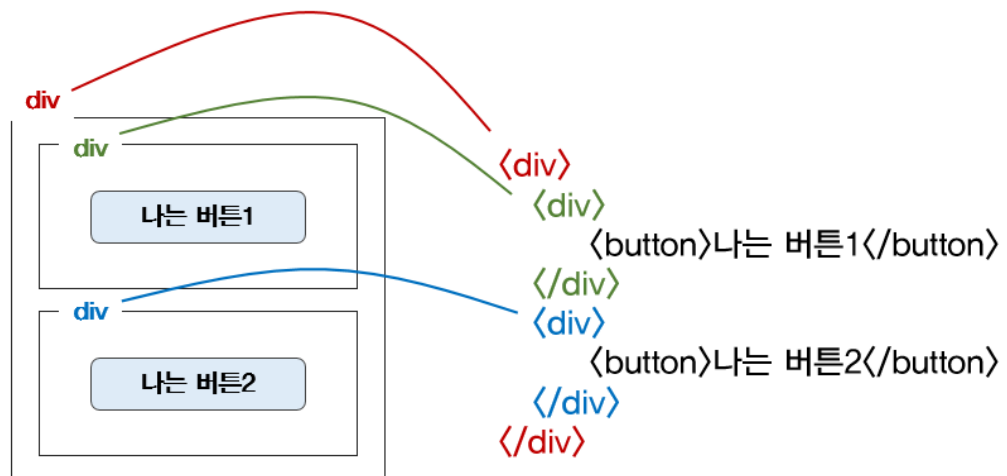 div
div
나는 버튼1
div
나는 버튼2
<div>
<div>
<button>나는 버튼1</button>
</div>
<div>
<button>나는 버튼2</button>
</div>
</div>